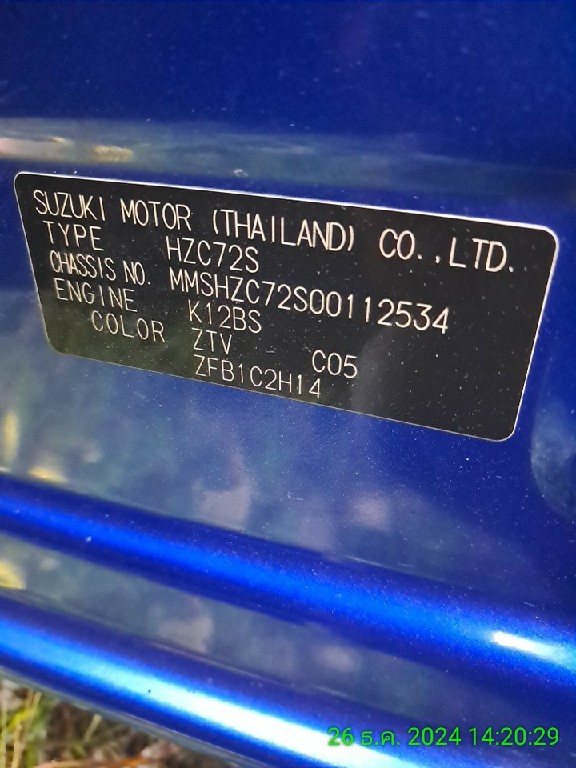 SUZUKI MOTOR (THAILAND) CO.,LTD.
TYPE HZC72S
CHASSIS NO. MMSHZC72S00112534
ENGINE K12BS
COLOR ZTV C05
ZFB1C2H14
26 ธ.ค. 2024 14:20:29